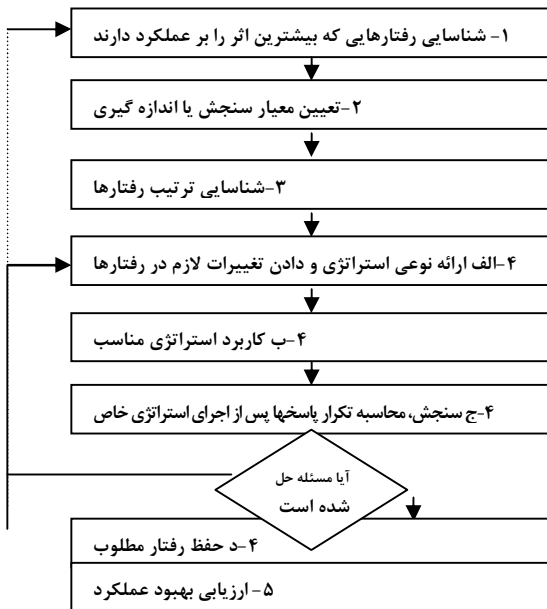 ۱- شناسایی رفتارهایی که بیشترین اثر را بر عملکرد دارند
۲-تعیین معیار سنجش یا اندازه گیری
۳-شناسایی ترتیب رفتارها
۴-الف ارائه نوعی استراتژی و دادن تغییرات لازم در رفتارها
۴-ب کاربرد استراتژی مناسب
۴-ج سنجش، محاسبه تکرار پاسخها پس از اجرای استراتژی خاص
آیا مسئله حل
شده است
۴-د حفظ رفتار مطلوب
۵- ارزیابی بهبود عملکرد